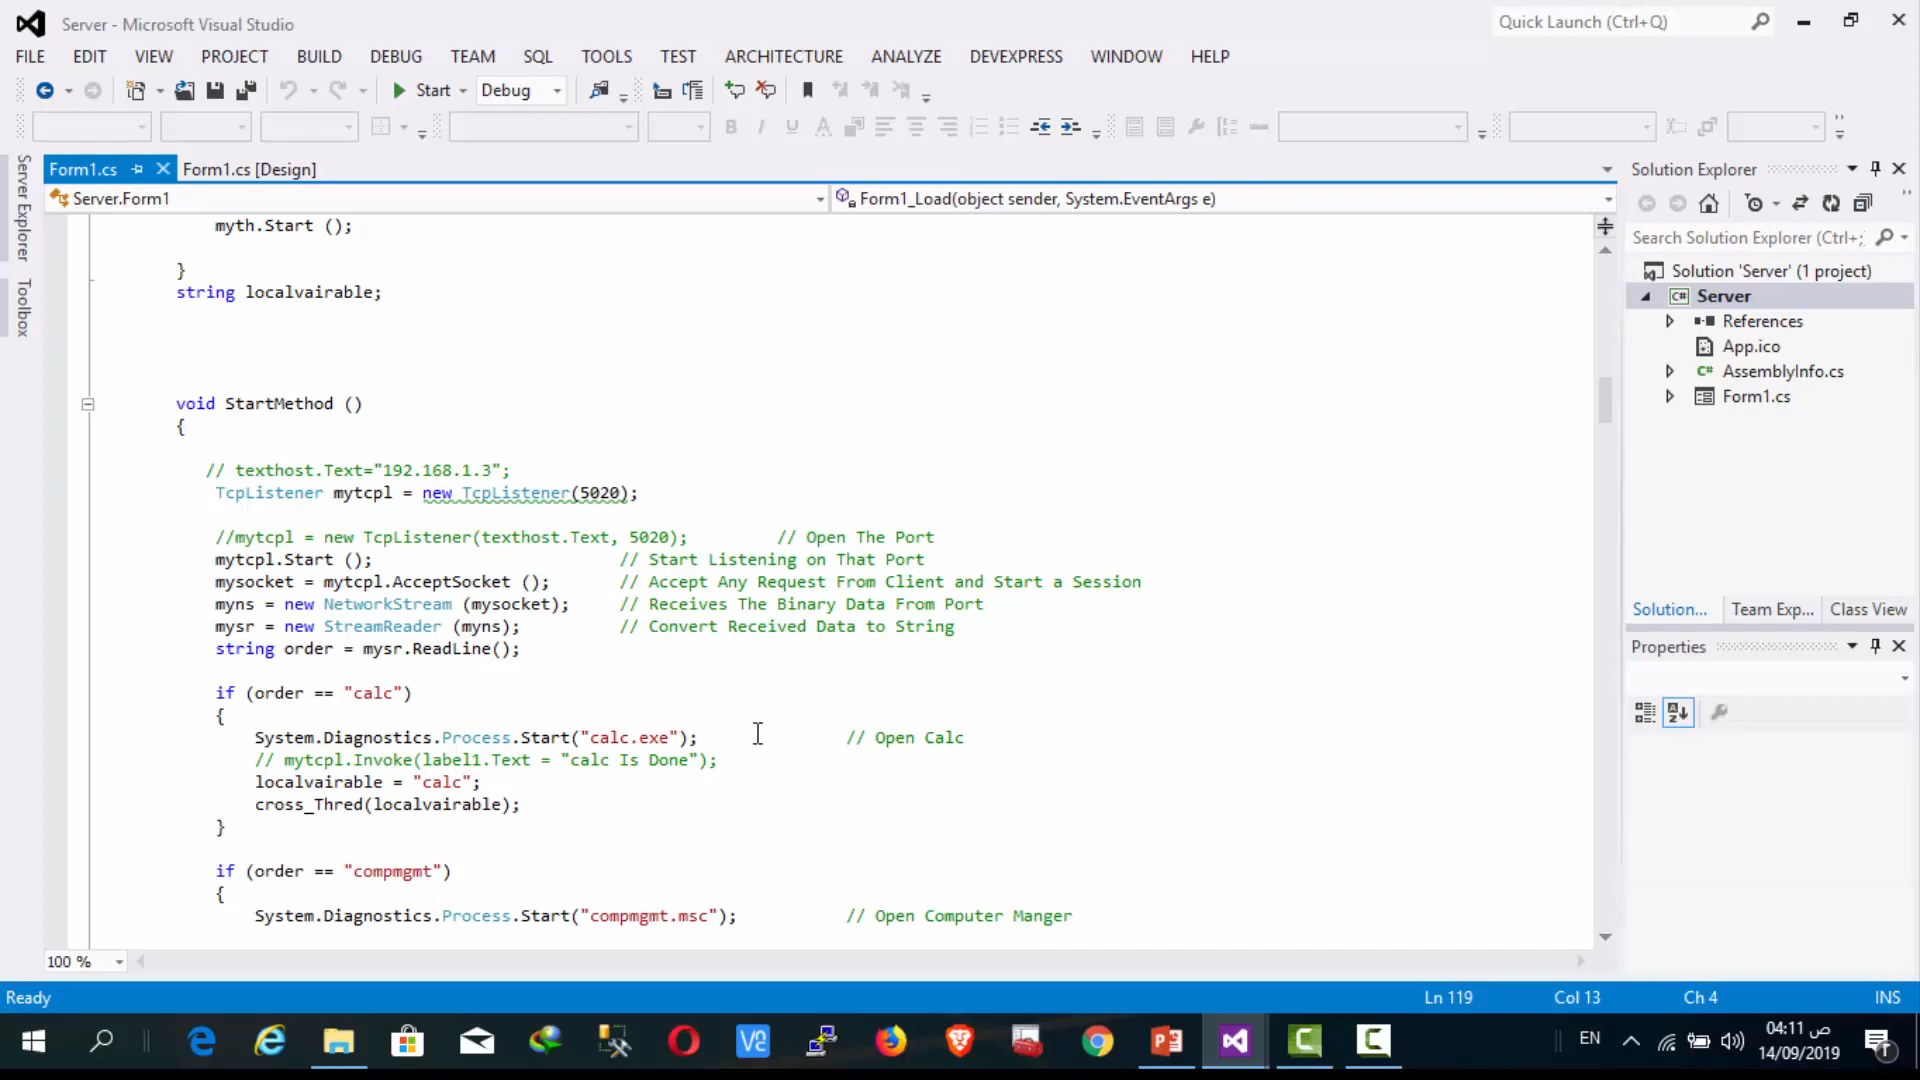 Server - Microsoft Visual Studio
Quick Launch (Ctrl+Q)
FILE EDIT VIEW PROJECT BUILD DEBUG TEAM SQL TOOLS TEST ARCHITECTURE ANALYZE DEVEXPRESS WINDOW HELP
Start Debug
Form1.cs Form1.cs [Design]
Server.Form1 Form1_Load(object sender, System.EventArgs e)
Server Explorer
Toolbox
myth.Start ();
}
string localvairable;
void StartMethod ()
{
// texthost.Text="192.168.1.3";
TcpListener mytcpl = new TcpListener(5020);
//mytcpl = new TcpListener(texthost.Text, 5020); // Open The Port
mytcpl.Start (); // Start Listening on That Port
mysocket = mytcpl.AcceptSocket (); // Accept Any Request From Client and Start a Session
myns = new NetworkStream (mysocket); // Receives The Binary Data From Port
mysr = new StreamReader (myns); // Convert Received Data to String
string order = mysr.ReadLine();
if (order == "calc")
{
System.Diagnostics.Process.Start("calc.exe"); // Open Calc
// mytcpl.Invoke(label1.Text = "calc Is Done");
localvairable = "calc";
cross_Thred(localvairable);
}
if (order == "compmgmt")
{
System.Diagnostics.Process.Start("compmgmt.msc"); // Open Computer Manger
100 %
Solution Explorer
Search Solution Explorer (Ctrl+;
Solution 'Server' (1 project)
C# Server
References
App.ico
C# AssemblyInfo.cs
Form1.cs
Solution... Team Exp... Class View
Properties
Ready Ln 119 Col 13 Ch 4 INS
EN
04:11 ص
14/09/2019